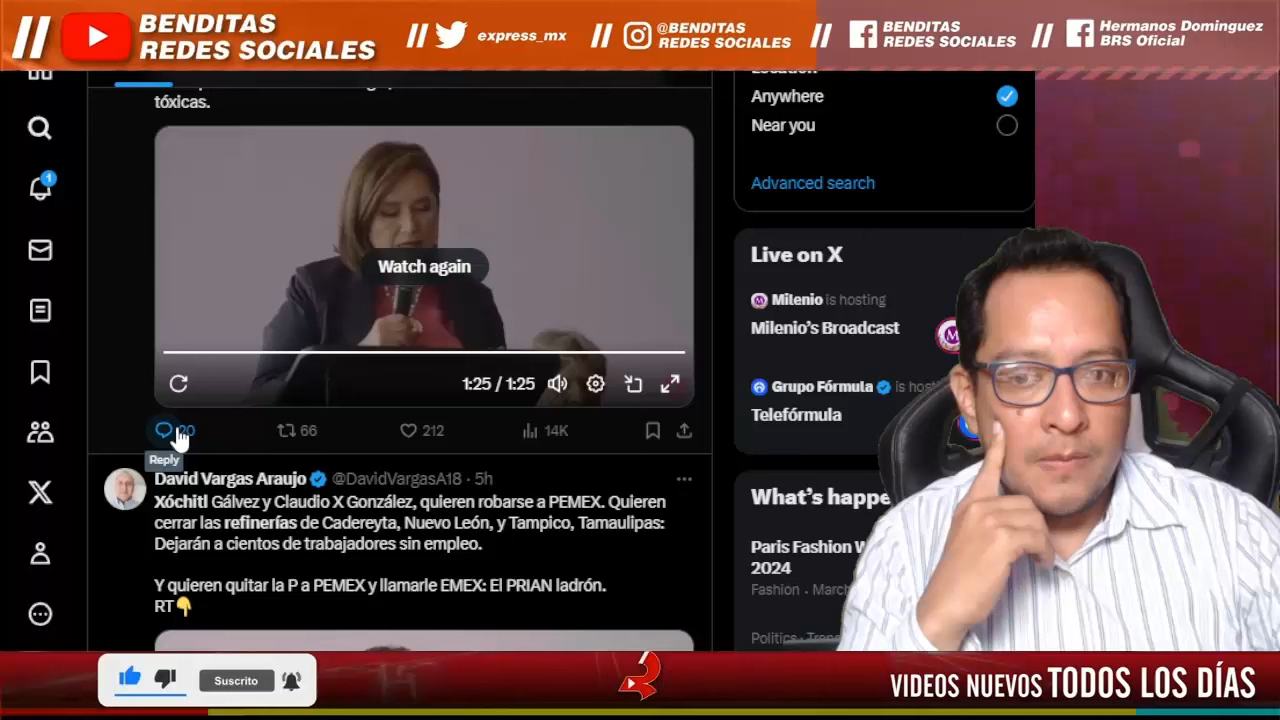 BENDITAS
REDES SOCIALES
express_mx
@BENDITAS
REDES SOCIALES
BENDITAS
REDES SOCIALES
Hermanos Dominguez
BRS Oficial
tóxicas.
Watch again
1:25 / 1:25
20
66
212
14K
Reply
David Vargas Araujo @DavidVargasA18 · 5h
Xóchitl Gálvez y Claudio X González, quieren robarse a PEMEX. Quieren
cerrar las refinerías de Cadereyta, Nuevo León, y Tampico, Tamaulipas:
Dejarán a cientos de trabajadores sin empleo.
Y quieren quitar la P a PEMEX y llamarle EMEX: El PRIAN ladrón.
RT👇
Location
Anywhere
Near you
Advanced search
Live on X
Milenio is hosting
Milenio's Broadcast
Grupo Fórmula is host
Telefórmula
What's happe
Paris Fashion W
2024
Fashion · March
Politics · Tren
1
Suscrito
VIDEOS NUEVOS TODOS LOS DÍAS